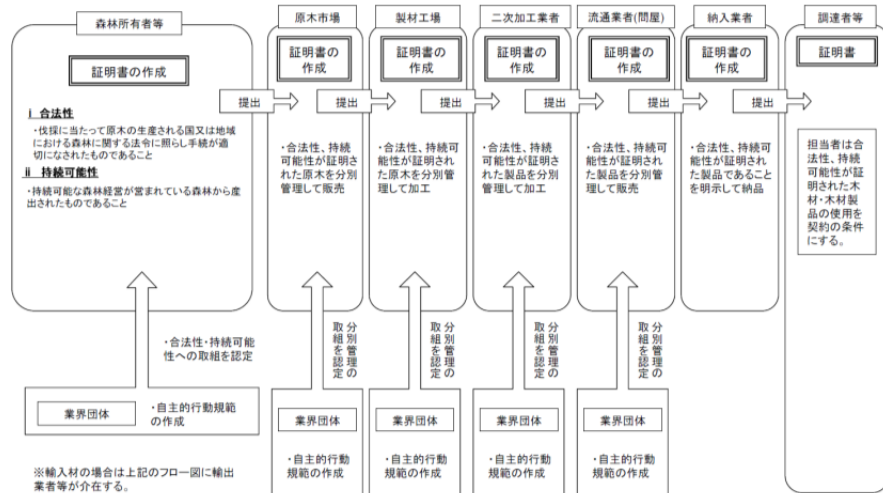 森林所有者等
証明書の作成
ⅰ 合法性
・伐採に当たって原木の生産される国又は地域
における森林に関する法令に照らし手続が適
切になされたものであること
ⅱ 持続可能性
・持続可能な森林経営が営まれている森林から産
出されたものであること
提出
原木市場
証明書の
作成
・合法性、持続
可能性が証明さ
れた原木を分別
管理して販売
提出
製材工場
証明書の
作成
・合法性、持続
可能性が証明さ
れた原木を分別
管理して加工
提出
二次加工業者
証明書の
作成
・合法性、持続
可能性が証明さ
れた製品を分別
管理して加工
提出
流通業者(問屋)
証明書の
作成
・合法性、持続
可能性が証明さ
れた製品を分別
管理して販売
提出
納入業者
証明書の
作成
・合法性、持続
可能性が証明さ
れた製品であること
を明示して納品
提出
調達者等
証明書
担当者は
合法性、持続
可能性が証
明された木
材・木材製
品の使用を
契約の条件
にする。
・合法性・持続可能
性への取組を認定
分別管理の
取組を認定
分別管理の
取組を認定
分別管理の
取組を認定
分別管理の
取組を認定
業界団体
・自主的行動規範
の作成
業界団体
・自主的行動
規範の作成
業界団体
・自主的行動
規範の作成
業界団体
・自主的行動
規範の作成
業界団体
・自主的行動
規範の作成
※輸入材の場合は上記のフロー図に輸出
業者等が介在する。